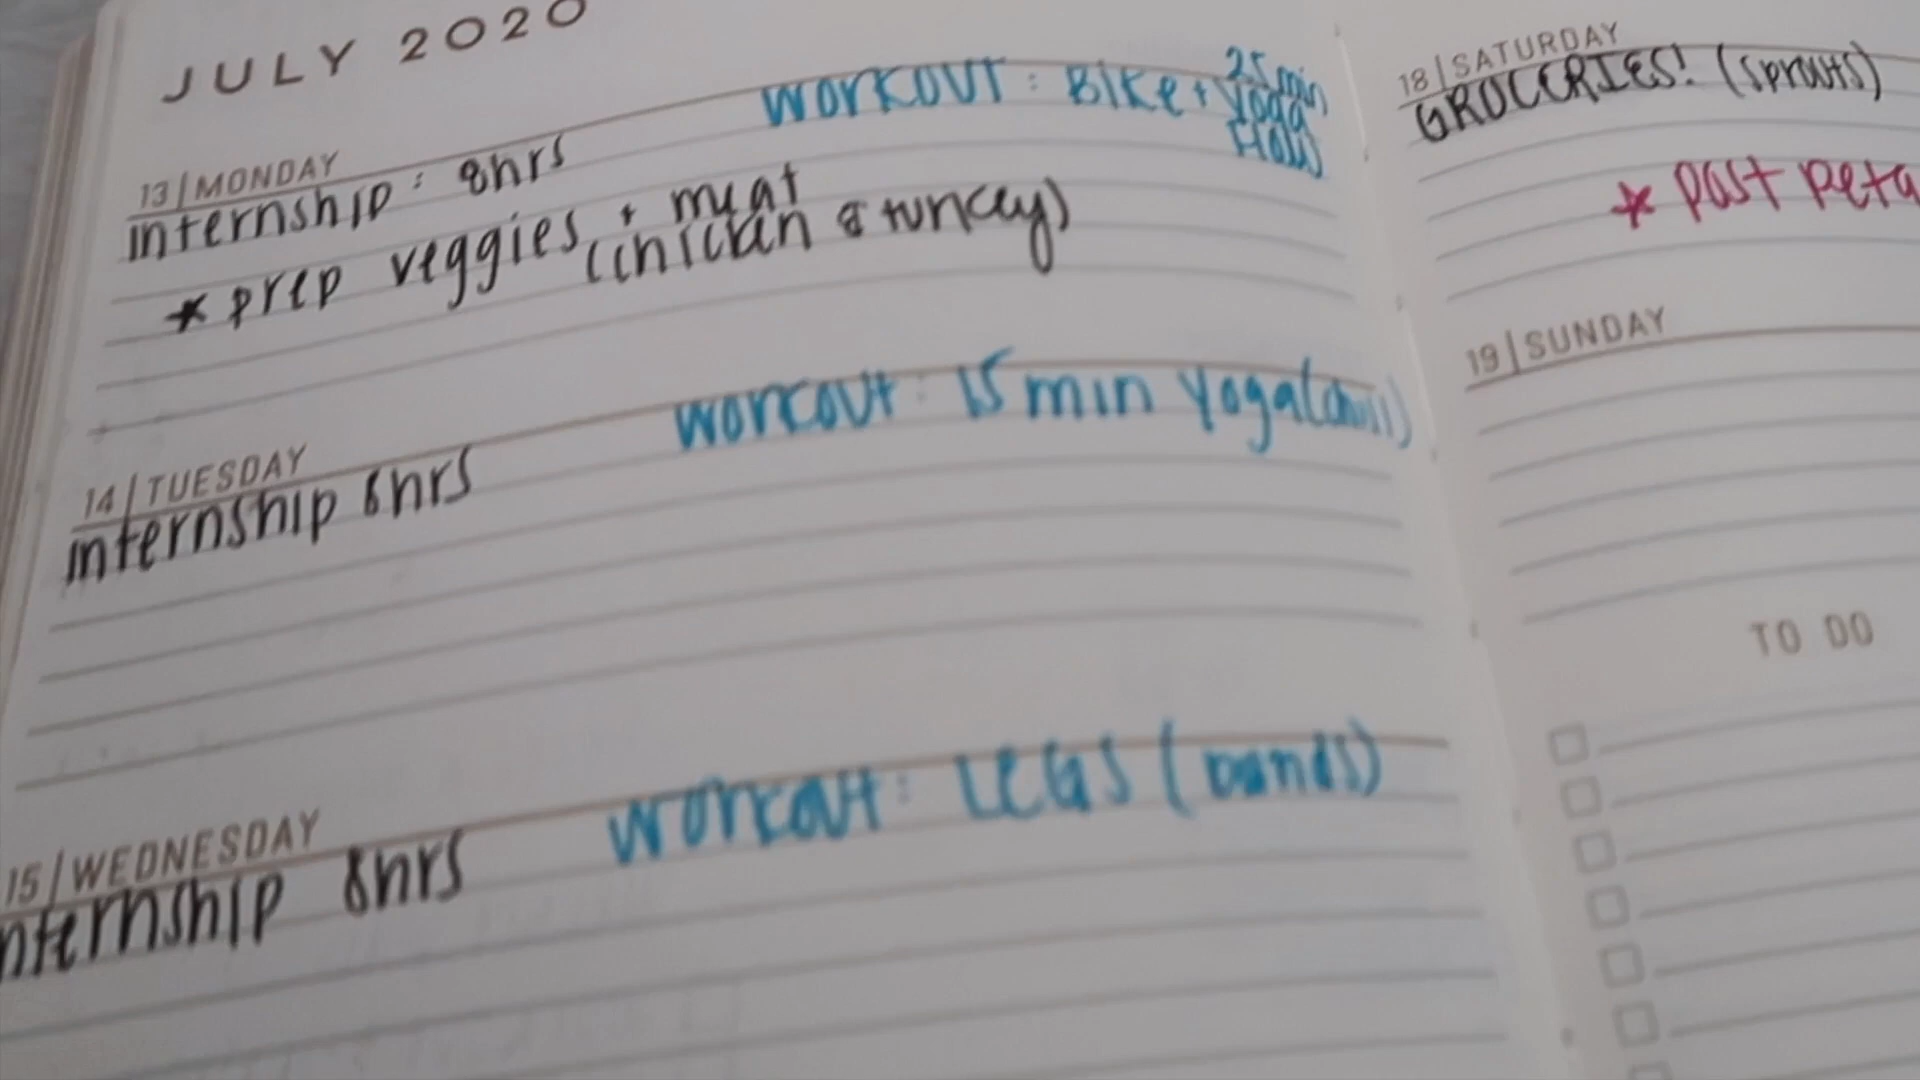 JULY 2020
WORKOUT: Bike + 25 min
Yoga
13 | MONDAY
internship: 8hrs
* prep veggies + meat
(chicken & turkey)
workout: 15 min Yoga
14 | TUESDAY
internship 8hrs
workout: LEGS (bands)
15 | WEDNESDAY
nternship 8hrs
18 | SATURDAY
GROCERIES! (sprouts)
* Post Peta
19 | SUNDAY
TO DO